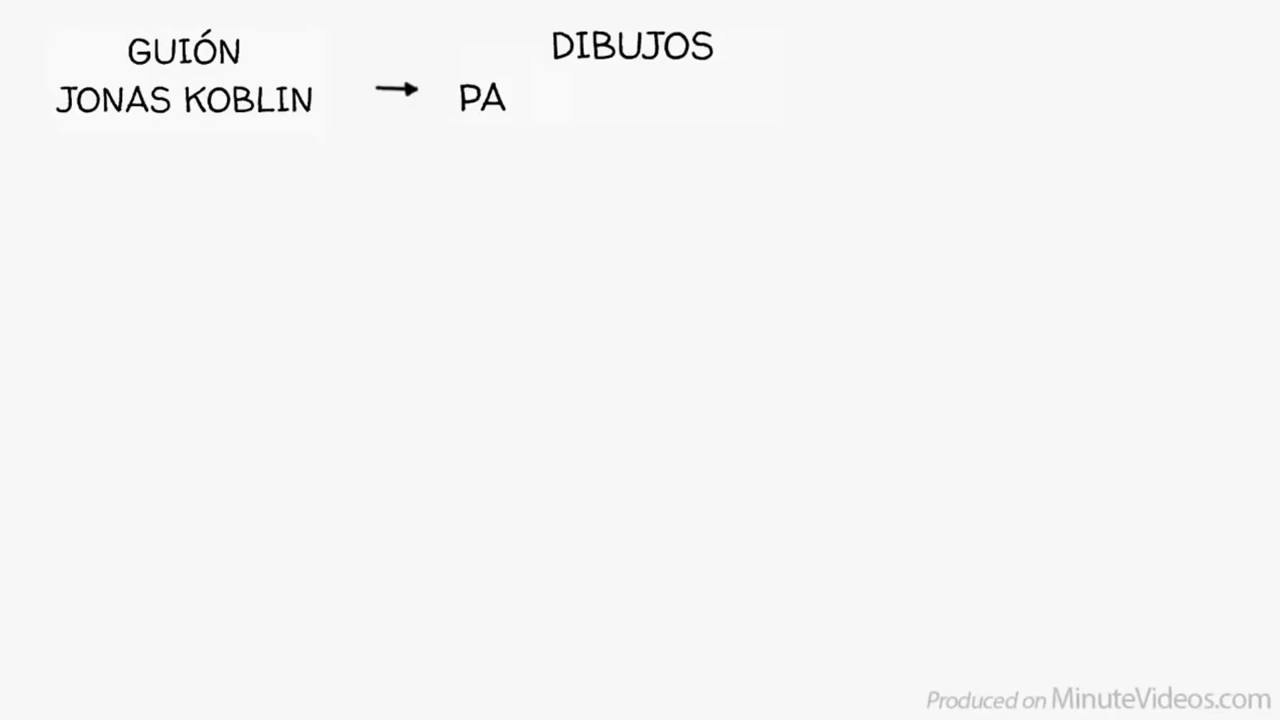 GUIÓN
JONAS KOBLIN
→
DIBUJOS
PA
Produced on MinuteVideos.com